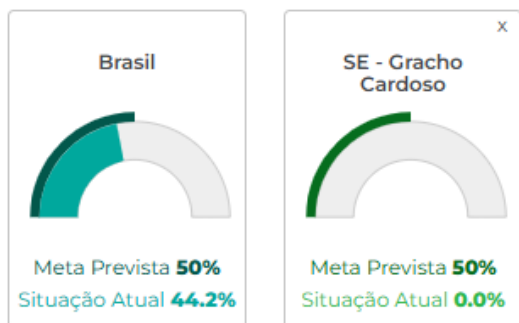 Brasil
Meta Prevista 50%
Situação Atual 44.2%
x
SE - Gracho
Cardoso
Meta Prevista 50%
Situação Atual 0.0%